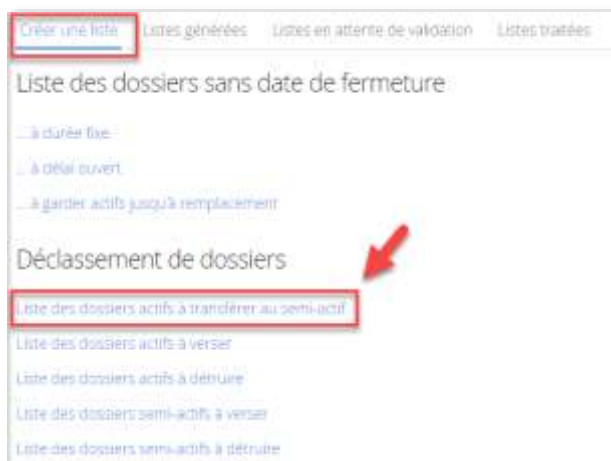 Créer une liste Listes générées Listes en attente de validation Listes traitées
Liste des dossiers sans date de fermeture
... à durée fixe
... à délai ouvert
... à garder actifs jusqu'à remplacement
Déclassement de dossiers
Liste des dossiers actifs à transférer au semi-actif
Liste des dossiers actifs à verser
Liste des dossiers actifs à détruire
Liste des dossiers semi-actifs à verser
Liste des dossiers semi-actifs à détruire